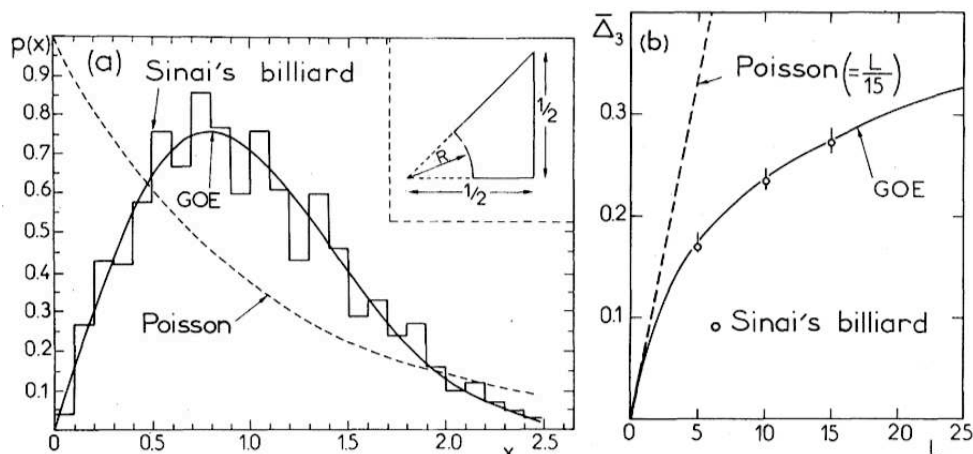 p(x)
0.9
0.8
0.7
0.6
0.5
0.4
0.3
0.2
0.1
0
0.5
1.0
1.5
2.0
2.5
x
(a)
Sinai's billiard
GOE
Poisson
R
1/2
1/2
Δ̅₃
0.3
0.2
0.1
0
5
10
15
20
25
L
(b)
Poisson (=L/15)
GOE
Sinai's billiard